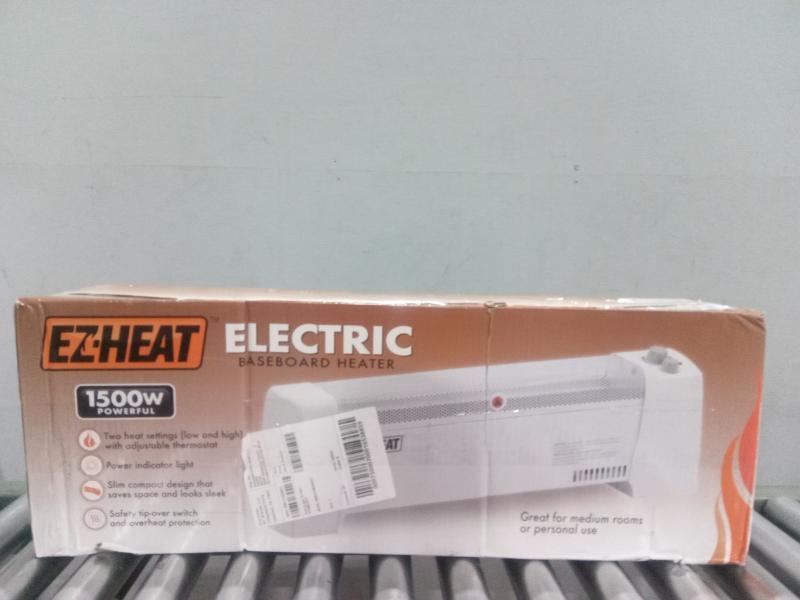 EZ-HEAT™
ELECTRIC
BASEBOARD HEATER
1500W
POWERFUL
Two heat settings (low and high)
with adjustable thermostat
Power indicator light
Slim compact design that
saves space and looks sleek
Safety tip-over switch
and overheat protection
EAT
Great for medium rooms
or personal use